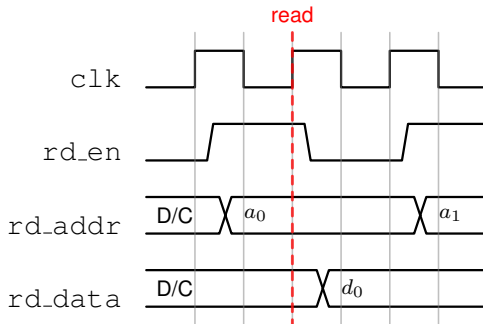 read
clk
rd_en
rd_addr D/C a₀ a₁
rd_data D/C d₀